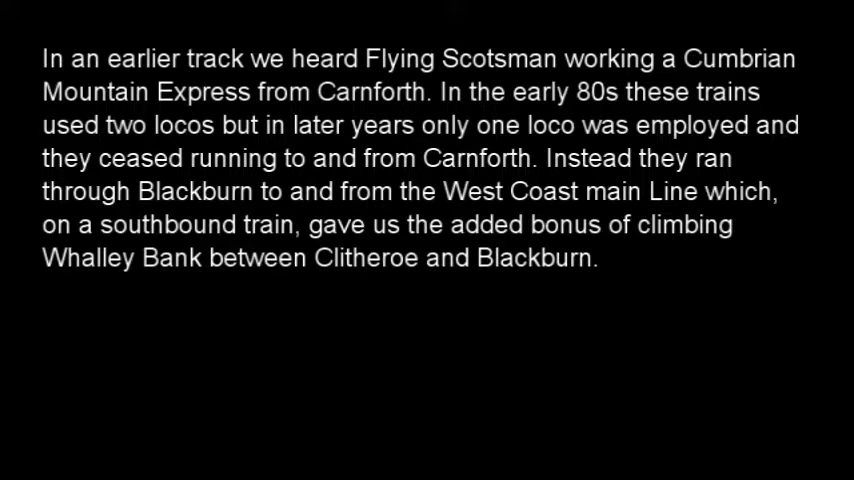 In an earlier track we heard Flying Scotsman working a Cumbrian
Mountain Express from Carnforth. In the early 80s these trains
used two locos but in later years only one loco was employed and
they ceased running to and from Carnforth. Instead they ran
through Blackburn to and from the West Coast main Line which,
on a southbound train, gave us the added bonus of climbing
Whalley Bank between Clitheroe and Blackburn.